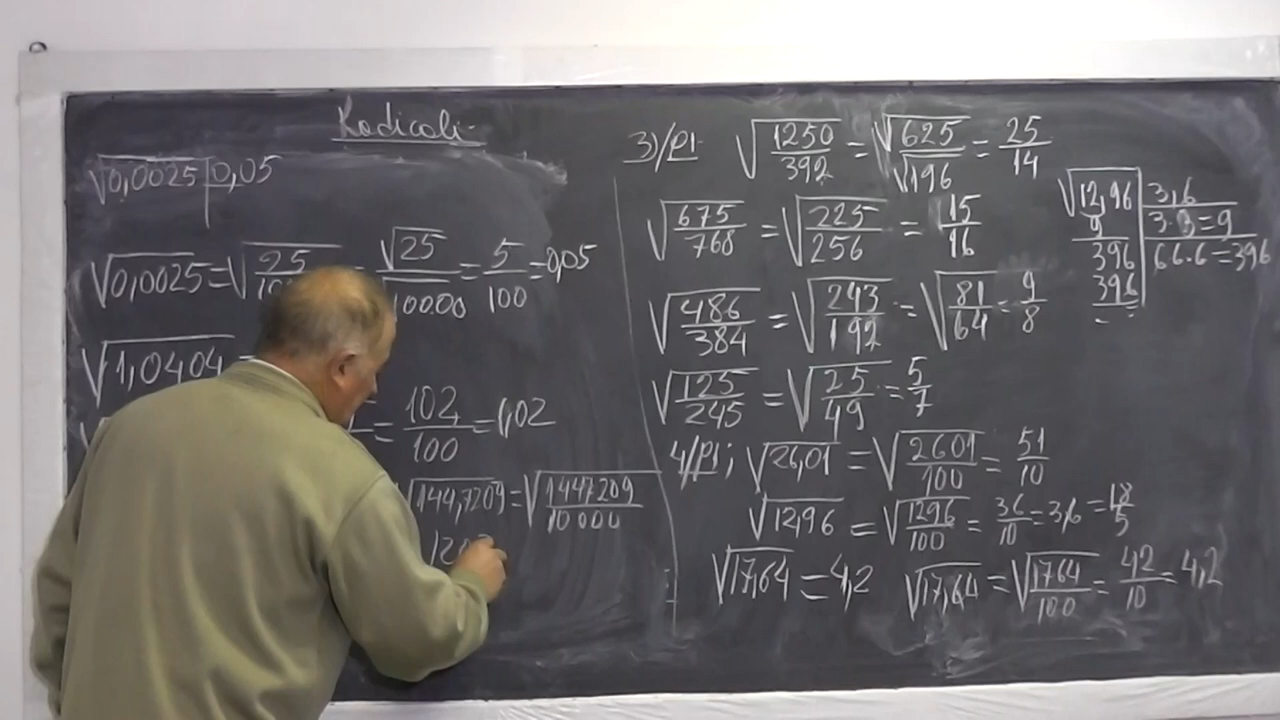 Radicali
√0,0025 | 0,05
√0,0025 = √25/10 = √25/10000 = 5/100 = 0,05
√1,0404 =
= 102/100 = 1,02
√144,7209 = √1447209/10000
3)/P1 √1250/392 = √625/√196 = 25/14
√675/768 = √225/256 = 15/16
√486/384 = √243/192 = √81/64 = 9/8
√125/245 = √25/49 = 5/7
4/P1; √26,01 = √2601/100 = 51/10
√12,96 = √1296/100 = 36/10 = 3,6 = 18/5
√17,64 = 4,2 √17,64 = √1764/100 = 42/10 = 4,2
√12,96 | 3,6
9 | 3·3=9
396 | 66·6=396
396